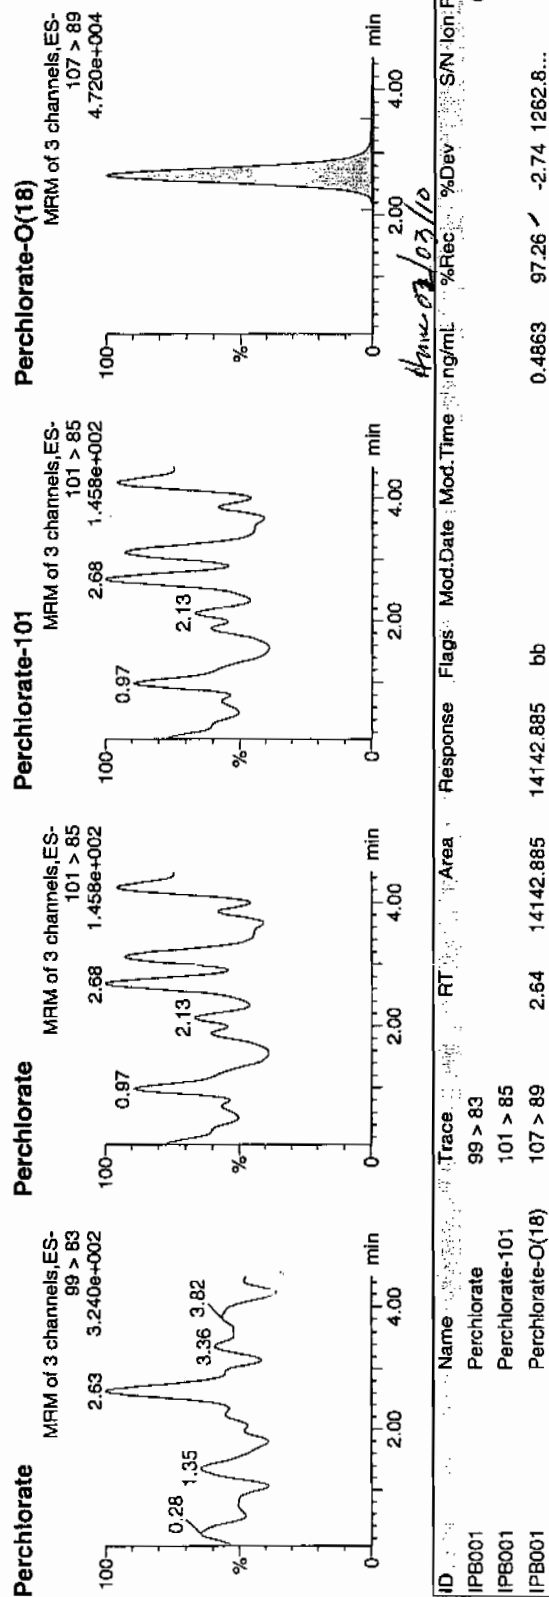 Perchlorate
MRM of 3 channels,ES-
99 > 83
3.240e+002
100
%
0
0.28
1.35
2.63
3.36
3.82
2.00
4.00
min
Perchlorate
MRM of 3 channels,ES-
101 > 85
1.458e+002
100
%
0
0.97
2.13
2.68
2.00
4.00
min
Perchlorate-101
MRM of 3 channels,ES-
101 > 85
1.458e+002
100
%
0
0.97
2.13
2.68
2.00
4.00
min
Perchlorate-O(18)
MRM of 3 channels,ES-
107 > 89
4.720e+004
100
%
0
2.00
4.00
min
03/03/10
ID Name Trace RT Area Response Flags Mod.Date Mod.Time ng/mL %Rec %Dev S/N Ion
IPB001 Perchlorate 99 > 83
IPB001 Perchlorate-101 101 > 85
IPB001 Perchlorate-O(18) 107 > 89 2.64 14142.885 14142.885 bb 0.4863 97.26 ✓ -2.74 1262.8...